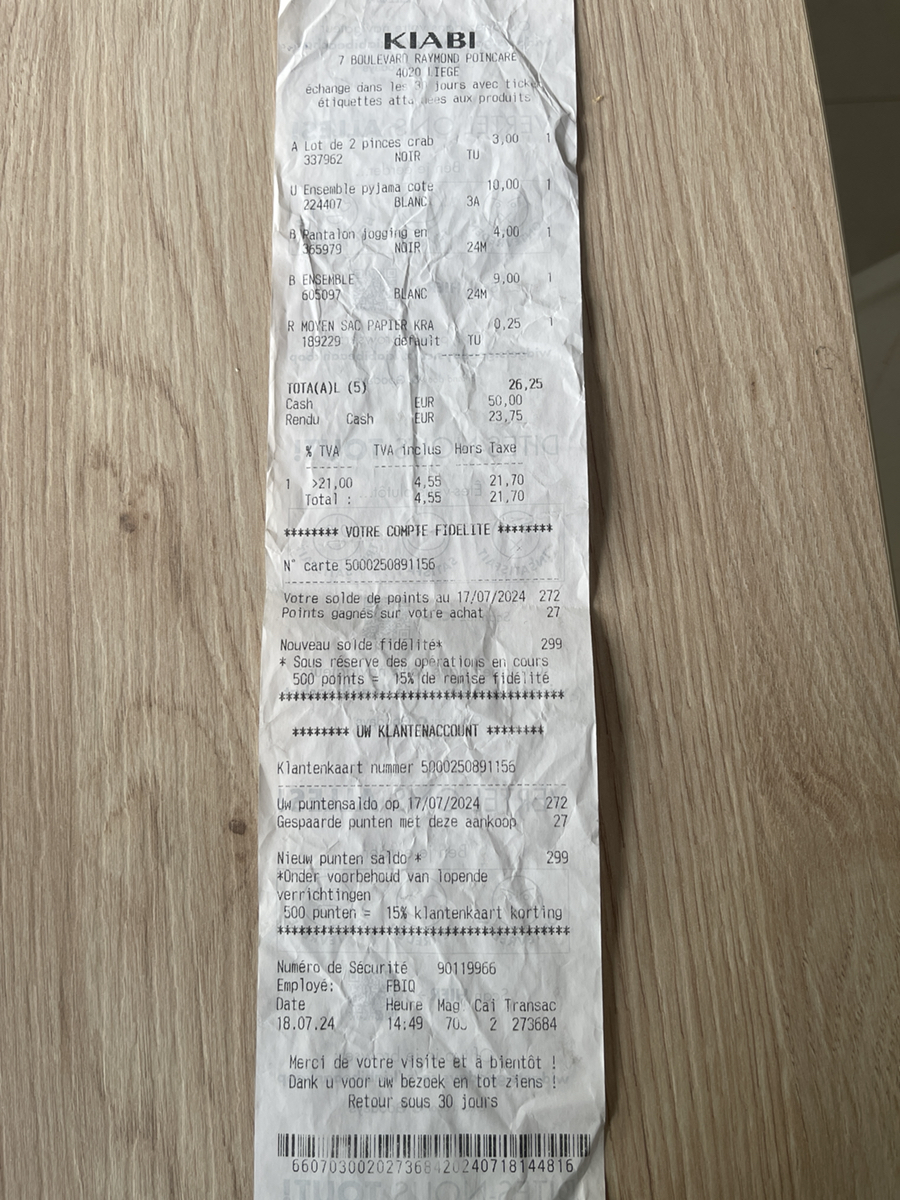 KIABI
7 BOULEVARD RAYMOND POINCARE
4020 LIEGE
échange dans les 3 jours avec ticke
étiquettes atta ées aux produits
A Lot de 2 pinces crab 3,00 1
337962 NOIR TU
U Ensemble pyjama cote 10,00 1
224407 BLANC 3A
B Pantalon jogging en 4,00 1
365979 NOIR 24M
B ENSEMBLE 9,00 1
605097 BLANC 24M
R MOYEN SAC PAPIER KRA 0,25 1
189229 default TU
TOTA(A)L (5) 26,25
Cash EUR 50,00
Rendu Cash EUR 23,75
% TVA TVA inclus Hors Taxe
1 >21,00 4,55 21,70
Total : 4,55 21,70
******** VOTRE COMPTE FIDELITE ********
N° carte 5000250891156
Votre solde de points au 17/07/2024 272
Points gagnés sur votre achat 27
Nouveau solde fidélité* 299
* Sous réserve des opérations en cours
500 points = 15% de remise fidélité
******************************************
******** UW KLANTENACCOUNT ********
Klantenkaart nummer 5000250891156
Uw puntensaldo op 17/07/2024 272
Gespaarde punten met deze aankoop 27
Nieuw punten saldo * 299
*Onder voorbehoud van lopende
verrichtingen
500 punten = 15% klantenkaart korting
******************************************
Numéro de Sécurité 90119966
Employé: FBIQ
Date Heure Mag Cai Transac
18.07.24 14:49 703 2 273684
Merci de votre visite et à bientôt !
Dank u voor uw bezoek en tot ziens !
Retour sous 30 jours
66070300202736842024071814​4816